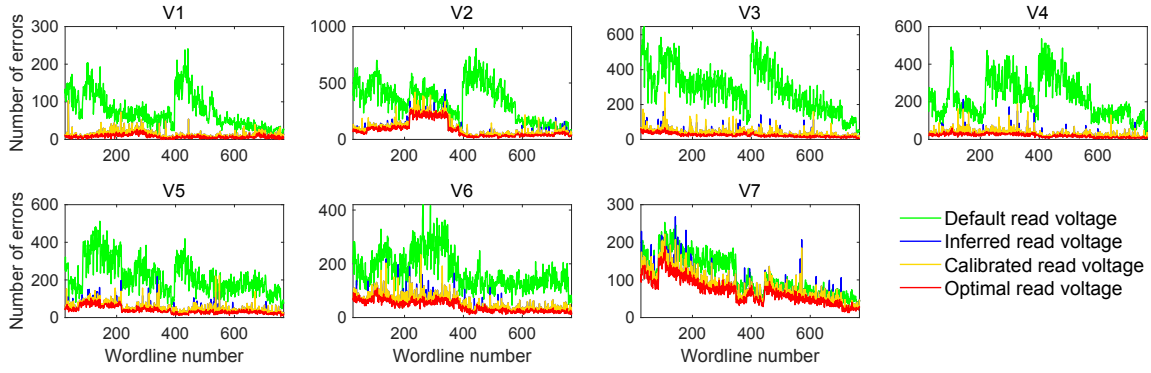 V1
V2
V3
V4
Number of errors
300
200
100
0
200 400 600
1000
500
0
200 400 600
600
400
200
0
200 400 600
600
400
200
0
200 400 600
V5
V6
V7
Number of errors
600
400
200
0
200 400 600
Wordline number
400
200
0
200 400 600
Wordline number
300
200
100
0
200 400 600
Wordline number
Default read voltage
Inferred read voltage
Calibrated read voltage
Optimal read voltage